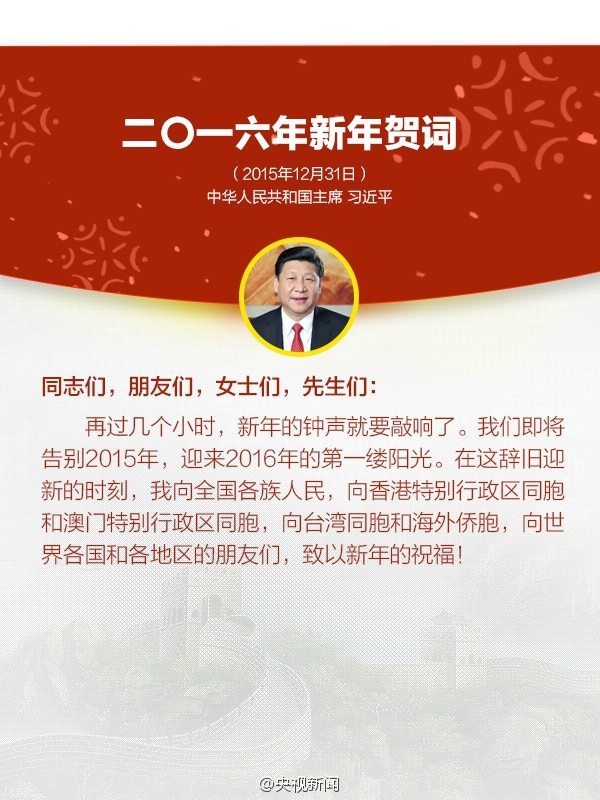 二〇一六年新年贺词
（2015年12月31日）
中华人民共和国主席 习近平
同志们，朋友们，女士们，先生们：
再过几个小时，新年的钟声就要敲响了。我们即将
告别2015年，迎来2016年的第一缕阳光。在这辞旧迎
新的时刻，我向全国各族人民，向香港特别行政区同胞
和澳门特别行政区同胞，向台湾同胞和海外侨胞，向世
界各国和各地区的朋友们，致以新年的祝福！
@央视新闻